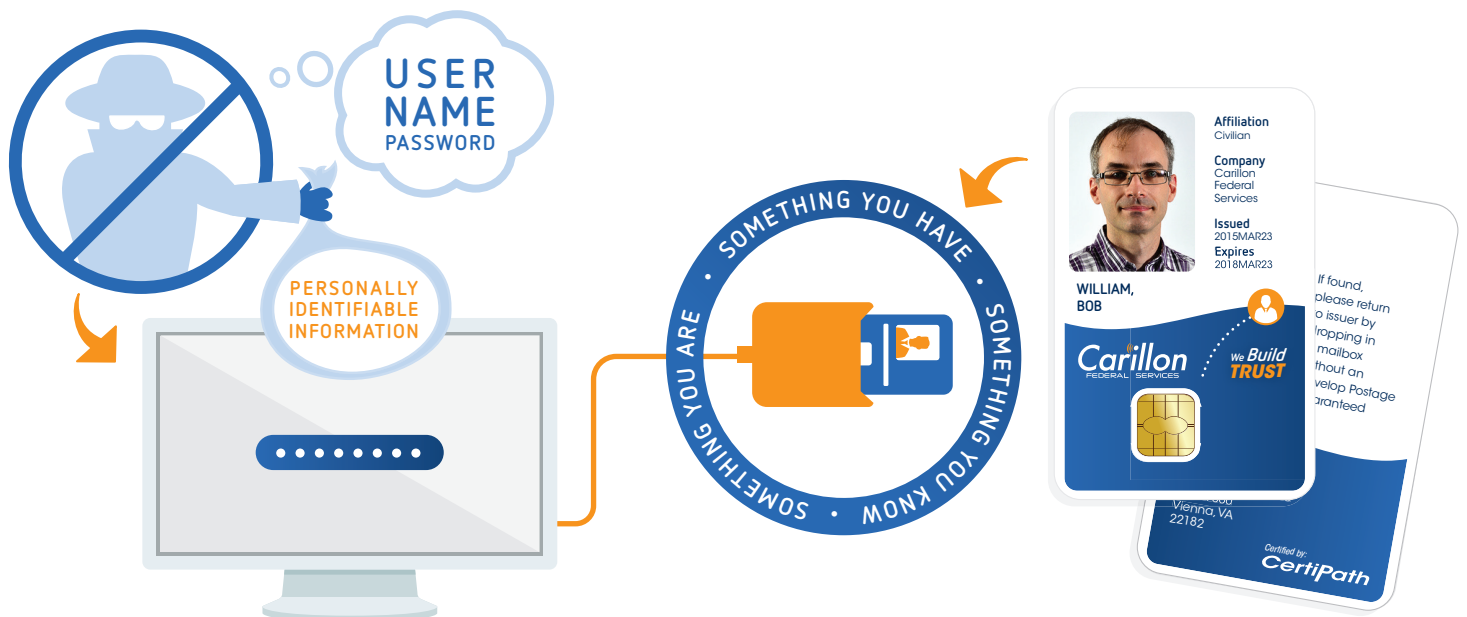 USER
NAME
PASSWORD
PERSONALLY
IDENTIFIABLE
INFORMATION
SOMETHING YOU HAVE • SOMETHING YOU KNOW • SOMETHING YOU ARE •
Affiliation
Civilian
Company
Carillon
Federal
Services
Issued
2015MAR23
Expires
2018MAR23
WILLIAM,
BOB
Carillon
FEDERAL SERVICES
We Build
TRUST
If found,
please return
o issuer by
ropping in
mailbox
thout an
velop Postage
aranteed
Vienna, VA
22182
Certified by:
CertiPath